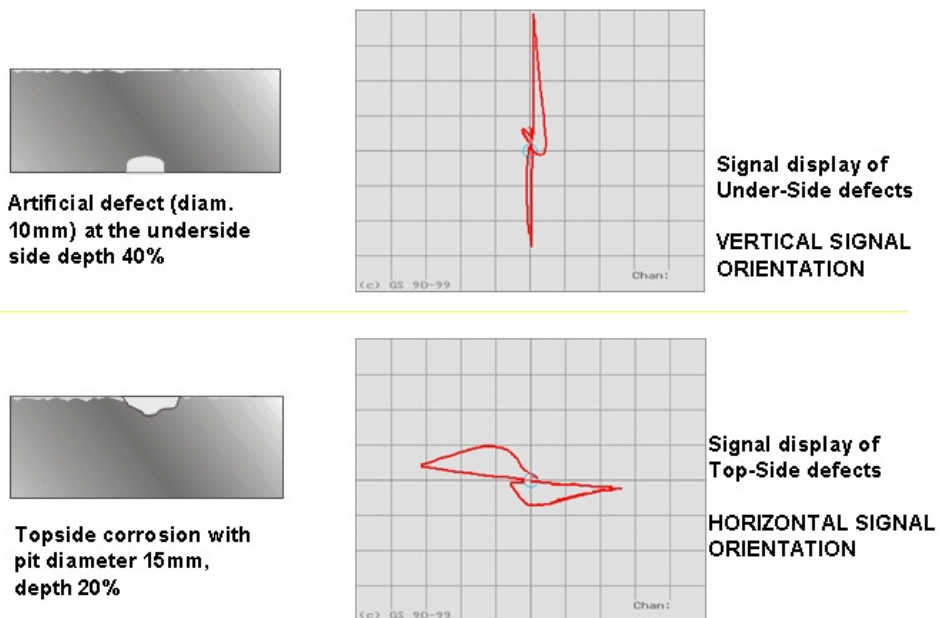 Artificial defect (diam.
10mm) at the underside
side depth 40%
Chan:
(c) GS 90-99
Signal display of
Under-Side defects
VERTICAL SIGNAL
ORIENTATION
Topside corrosion with
pit diameter 15mm,
depth 20%
Chan:
(c) GS 90-99
Signal display of
Top-Side defects
HORIZONTAL SIGNAL
ORIENTATION